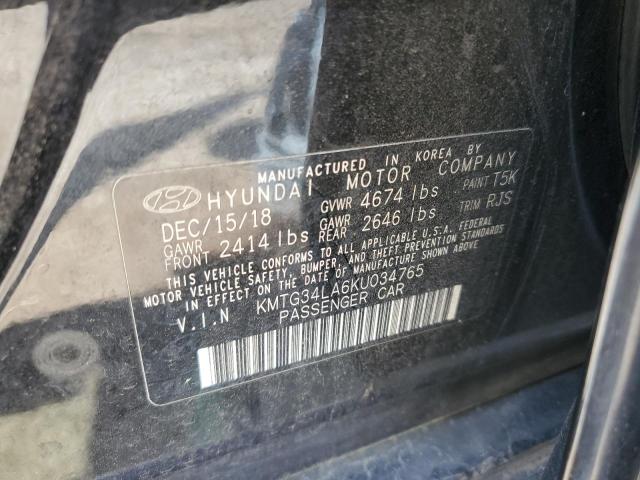 MANUFACTURED IN KOREA BY
HYUNDAI MOTOR COMPANY
DEC/15/18 GVWR 4674 lbs PAINT T5K
GAWR FRONT 2414 lbs GAWR REAR 2646 lbs TRIM RJS
THIS VEHICLE CONFORMS TO ALL APPLICABLE U.S.A. FEDERAL
MOTOR VEHICLE SAFETY, BUMPER, AND THEFT PREVENTION STANDARDS
IN EFFECT ON THE DATE OF MANUFACTURE SHOWN ABOVE.
V.I.N KMTG34LA6KU034765
PASSENGER CAR